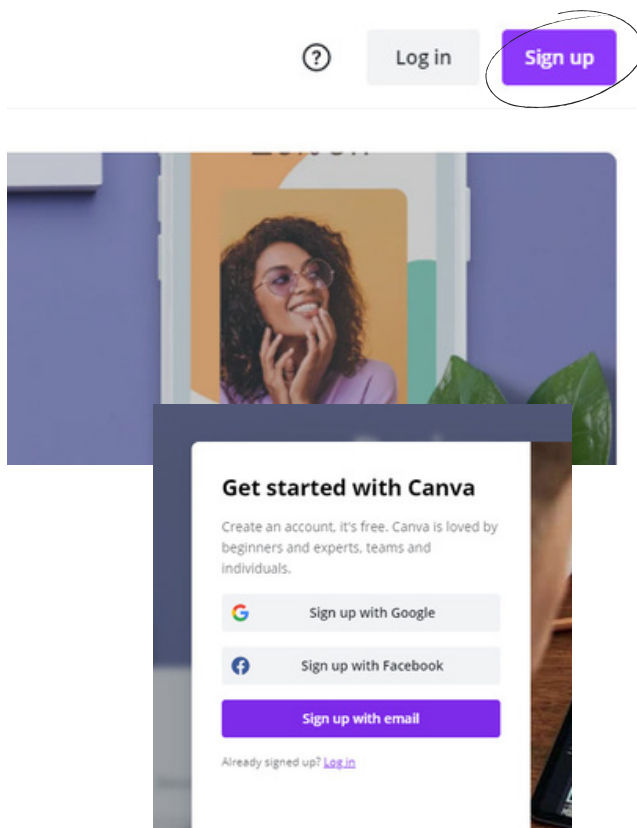 ?
Log in
Sign up
Get started with Canva
Create an account, it's free. Canva is loved by
beginners and experts, teams and
individuals.
Sign up with Google
Sign up with Facebook
Sign up with email
Already signed up? Log in